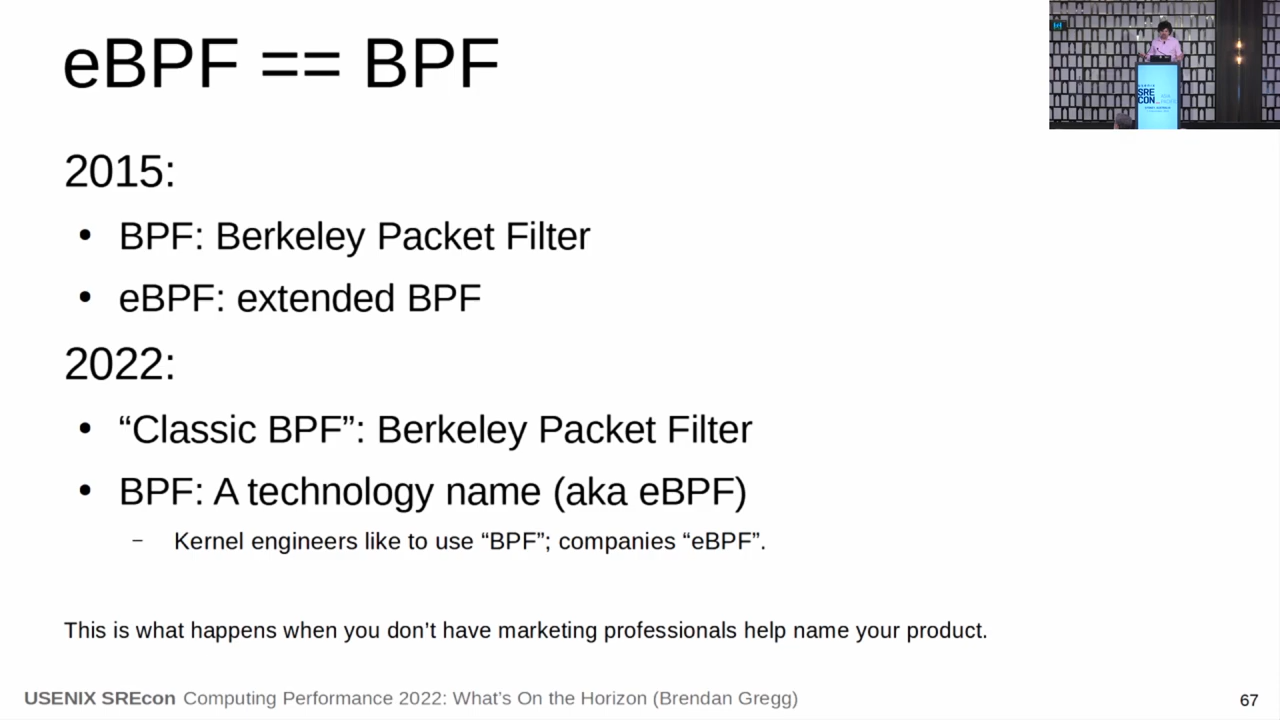 eBPF == BPF
2015:
• BPF: Berkeley Packet Filter
• eBPF: extended BPF
2022:
• “Classic BPF”: Berkeley Packet Filter
• BPF: A technology name (aka eBPF)
– Kernel engineers like to use “BPF”; companies “eBPF”.
This is what happens when you don’t have marketing professionals help name your product.
USENIX SREcon Computing Performance 2022: What’s On the Horizon (Brendan Gregg)
67
SRE
CON